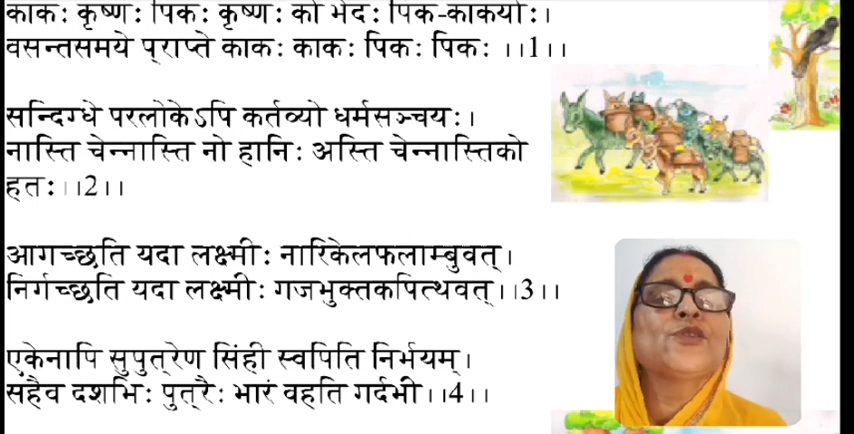 काकः कृष्णः पिकः कृष्णः को भेदः पिक-काकयोः।
वसन्तसमये प्राप्ते काकः काकः पिकः पिकः ।।1।।
सन्दिग्धे परलोकेऽपि कर्तव्यो धर्मसञ्चयः।
नास्ति चेन्नास्ति नो हानिः अस्ति चेन्नास्तिको
हतः।।2।।
आगच्छति यदा लक्ष्मीः नारिकेलफलाम्बुवत्।
निर्गच्छति यदा लक्ष्मीः गजभुक्तकपित्थवत्।।3।।
एकेनापि सुपुत्रेण सिंही स्वपिति निर्भयम्।
सहैव दशभिः पुत्रैः भारं वहति गर्दभी।।4।।